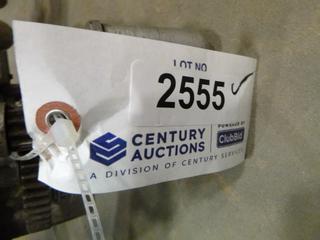 LOT NO
2555
CENTURY
AUCTIONS
POWERED BY
ClubBid
A DIVISION OF CENTURY SERVICES